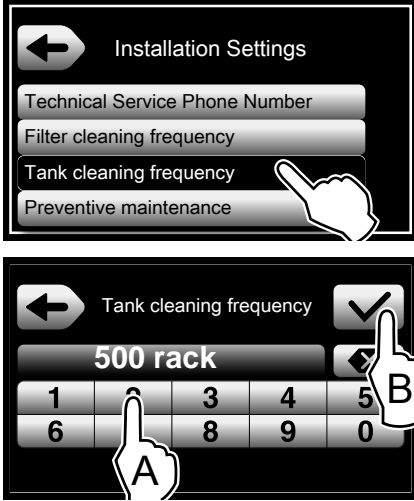 Installation Settings
Technical Service Phone Number
Filter cleaning frequency
Tank cleaning frequency
Preventive maintenance
Tank cleaning frequency
500 rack
1 2 3 4 5
B
6 8 9 0
A